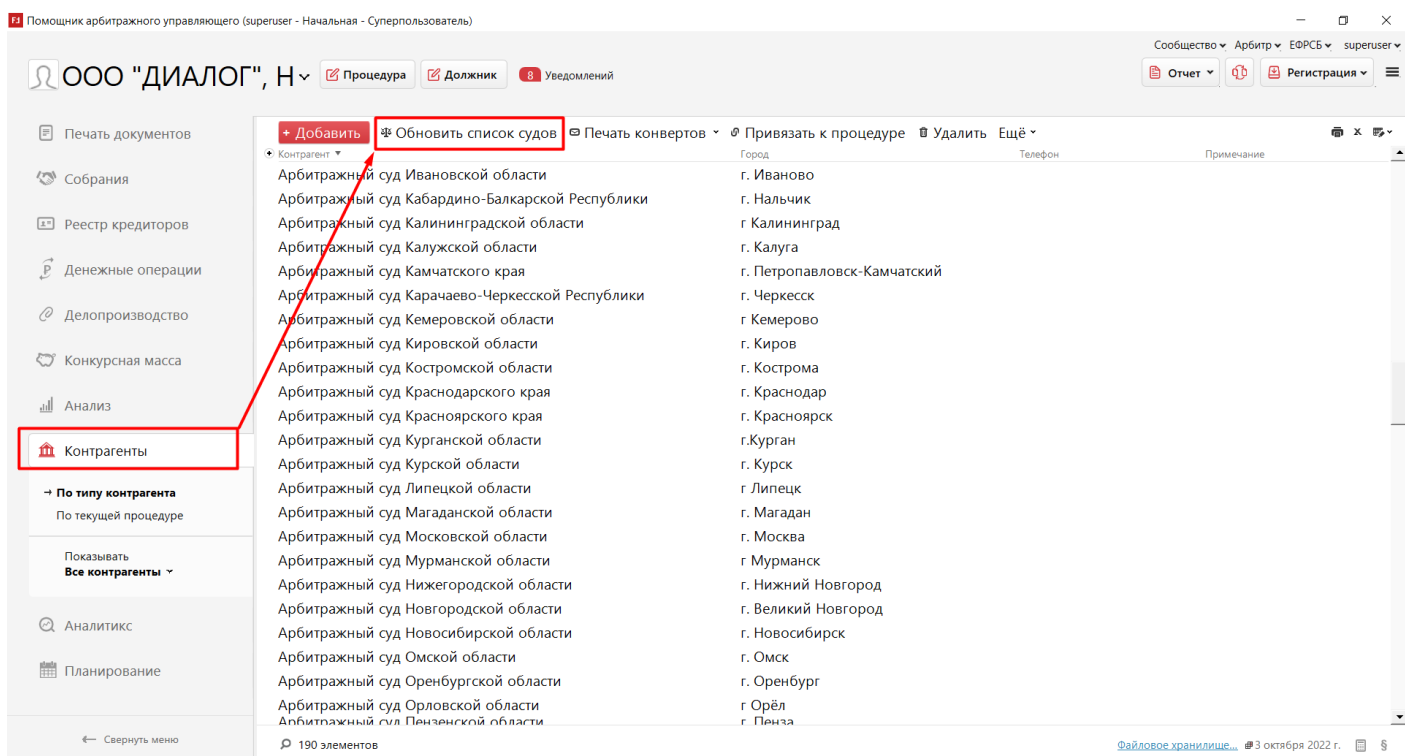 Помощник арбитражного управляющего (superuser - Начальная - Суперпользователь)
Сообщество Арбитр ЕФРСБ superuser
ООО "ДИАЛОГ", Н Процедура Должник 8 Уведомлений Отчет Регистрация
Печать документов
Собрания
Реестр кредиторов
Денежные операции
Делопроизводство
Конкурсная масса
Анализ
Контрагенты
→ По типу контрагента
По текущей процедуре
Показывать
Все контрагенты
Аналитикс
Планирование
← Свернуть меню
+ Добавить Обновить список судов Печать конвертов Привязать к процедуре Удалить Ещё
Контрагент Город Телефон Примечание
Арбитражный суд Ивановской области г. Иваново
Арбитражный суд Кабардино-Балкарской Республики г. Нальчик
Арбитражный суд Калининградской области г Калининград
Арбитражный суд Калужской области г. Калуга
Арбитражный суд Камчатского края г. Петропавловск-Камчатский
Арбитражный суд Карачаево-Черкесской Республики г. Черкесск
Арбитражный суд Кемеровской области г Кемерово
Арбитражный суд Кировской области г. Киров
Арбитражный суд Костромской области г. Кострома
Арбитражный суд Краснодарского края г. Краснодар
Арбитражный суд Красноярского края г. Красноярск
Арбитражный суд Курганской области г.Курган
Арбитражный суд Курской области г. Курск
Арбитражный суд Липецкой области г Липецк
Арбитражный суд Магаданской области г. Магадан
Арбитражный суд Московской области г. Москва
Арбитражный суд Мурманской области г Мурманск
Арбитражный суд Нижегородской области г. Нижний Новгород
Арбитражный суд Новгородской области г. Великий Новгород
Арбитражный суд Новосибирской области г. Новосибирск
Арбитражный суд Омской области г. Омск
Арбитражный суд Оренбургской области г. Оренбург
Арбитражный суд Орловской области г Орёл
Арбитражный суд Пензенской области г. Пенза
190 элементов Файловое хранилище... 3 октября 2022 г. §